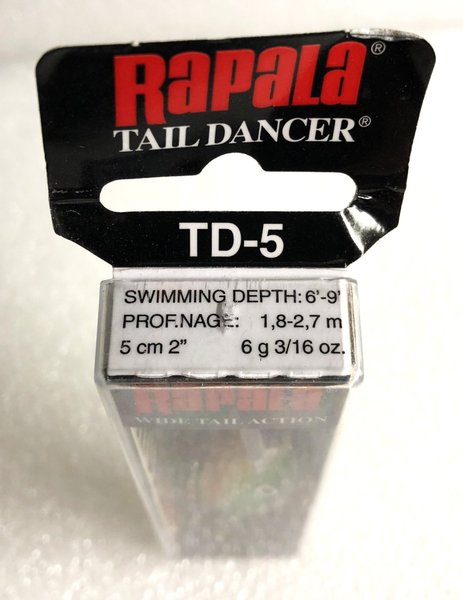 Rapala®
TAIL DANCER®
TD-5
SWIMMING DEPTH: 6'-9'
PROF.NAGE: 1,8-2,7 m
5 cm 2" 6 g 3/16 oz.
Rapala
WIDE TAIL ACTION